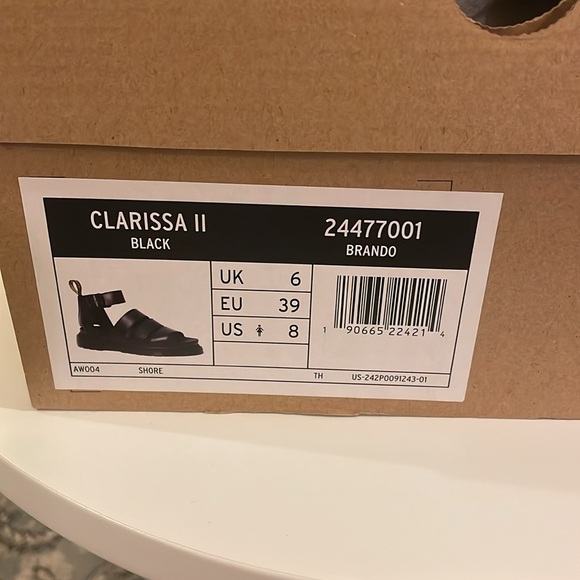 CLARISSA II
BLACK
24477001
BRANDO
UK 6
EU 39
US 8
1 90665 22421 4
AW004 SHORE TH US-242P0091243-01